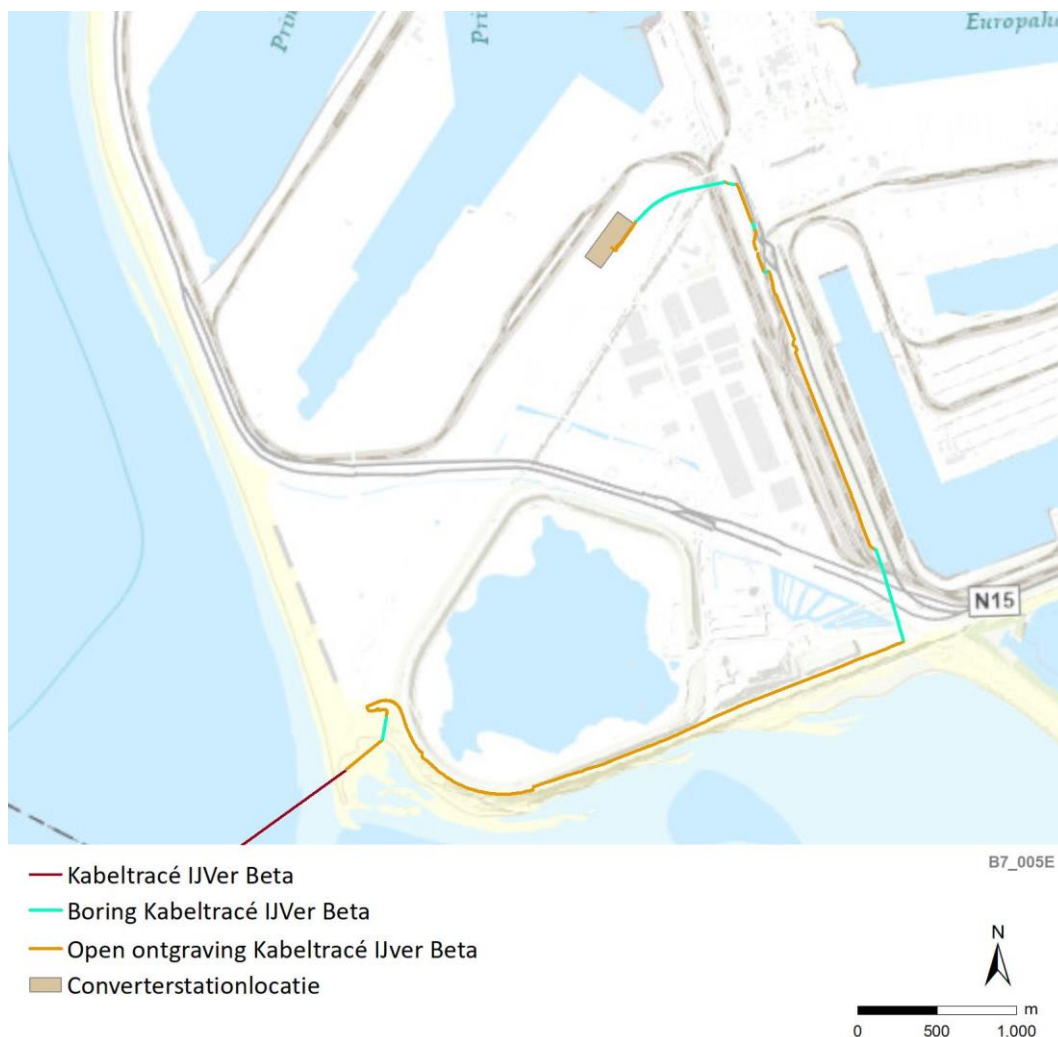 Prin
Pri
Europaha
N15
B7_005E
Kabeltracé IJVer Beta
Boring Kabeltracé IJVer Beta
Open ontgraving Kabeltracé IJver Beta
Converterstationlocatie
N
m
0 500 1.000